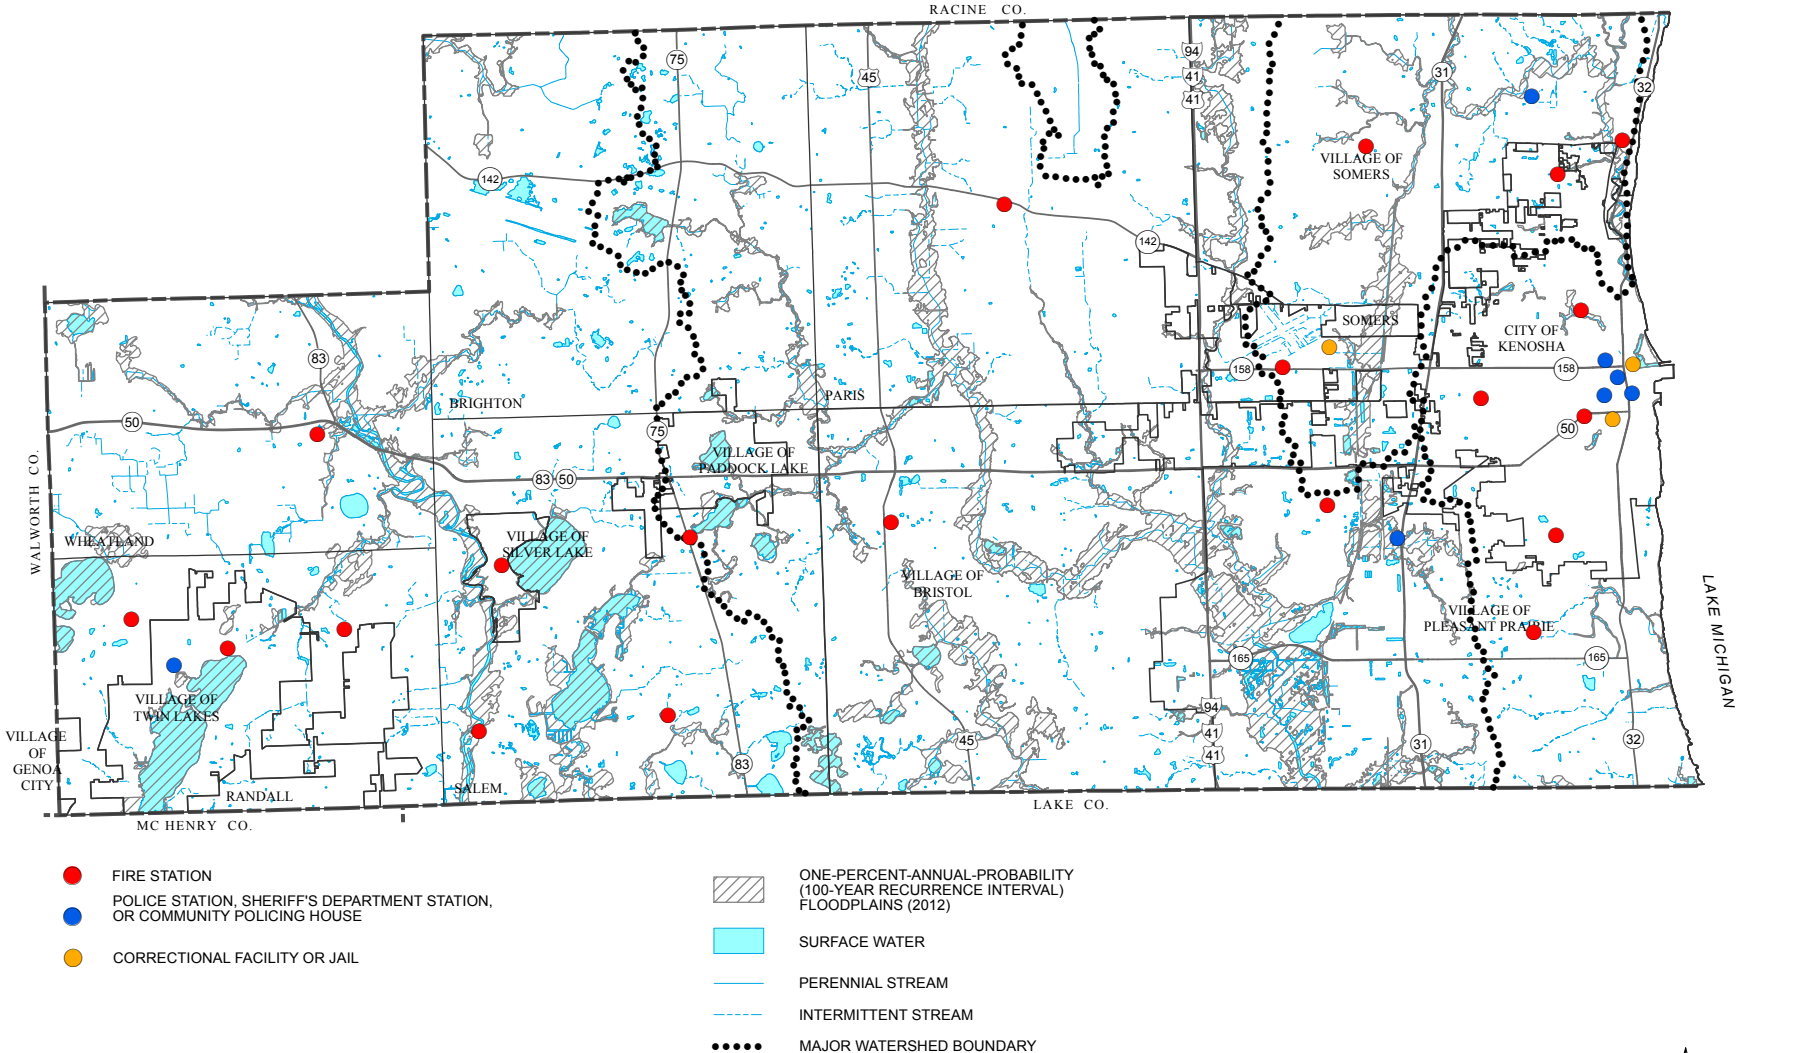 RACINE CO.
94
41
41
75
45
31
32
142
VILLAGE OF
SOMERS
142
83
SOMERS
CITY OF
KENOSHA
158
158
BRIGHTON
PARIS
50
75
50
WALWORTH CO.
VILLAGE OF
PADDOCK LAKE
83
50
WHEATLAND
VILLAGE OF
SILVER LAKE
VILLAGE OF
BRISTOL
LAKE MICHIGAN
VILLAGE OF
PLEASANT PRAIRIE
165
165
VILLAGE OF
TWIN LAKES
94
41
41
VILLAGE
OF
GENOA
CITY
45
31
32
83
RANDALL
SALEM
LAKE CO.
MC HENRY CO.
FIRE STATION
POLICE STATION, SHERIFF'S DEPARTMENT STATION,
OR COMMUNITY POLICING HOUSE
CORRECTIONAL FACILITY OR JAIL
ONE-PERCENT-ANNUAL-PROBABILITY
(100-YEAR RECURRENCE INTERVAL)
FLOODPLAINS (2012)
SURFACE WATER
PERENNIAL STREAM
INTERMITTENT STREAM
MAJOR WATERSHED BOUNDARY